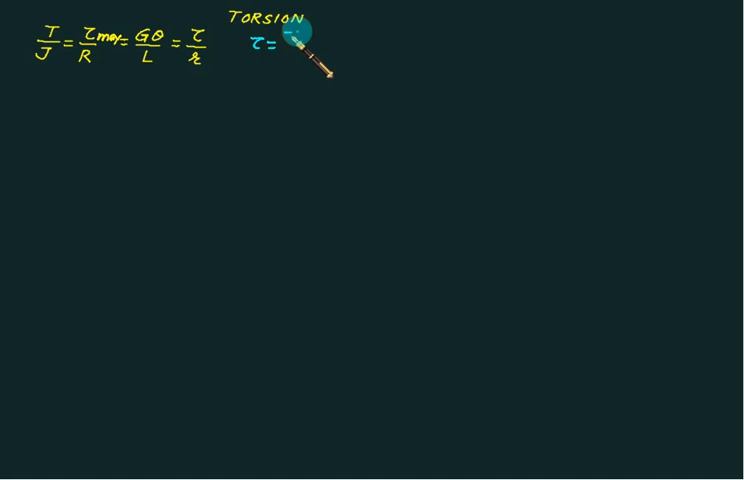 TORSION
T/J = τmax/R = Gθ/L = τ/r
τ =